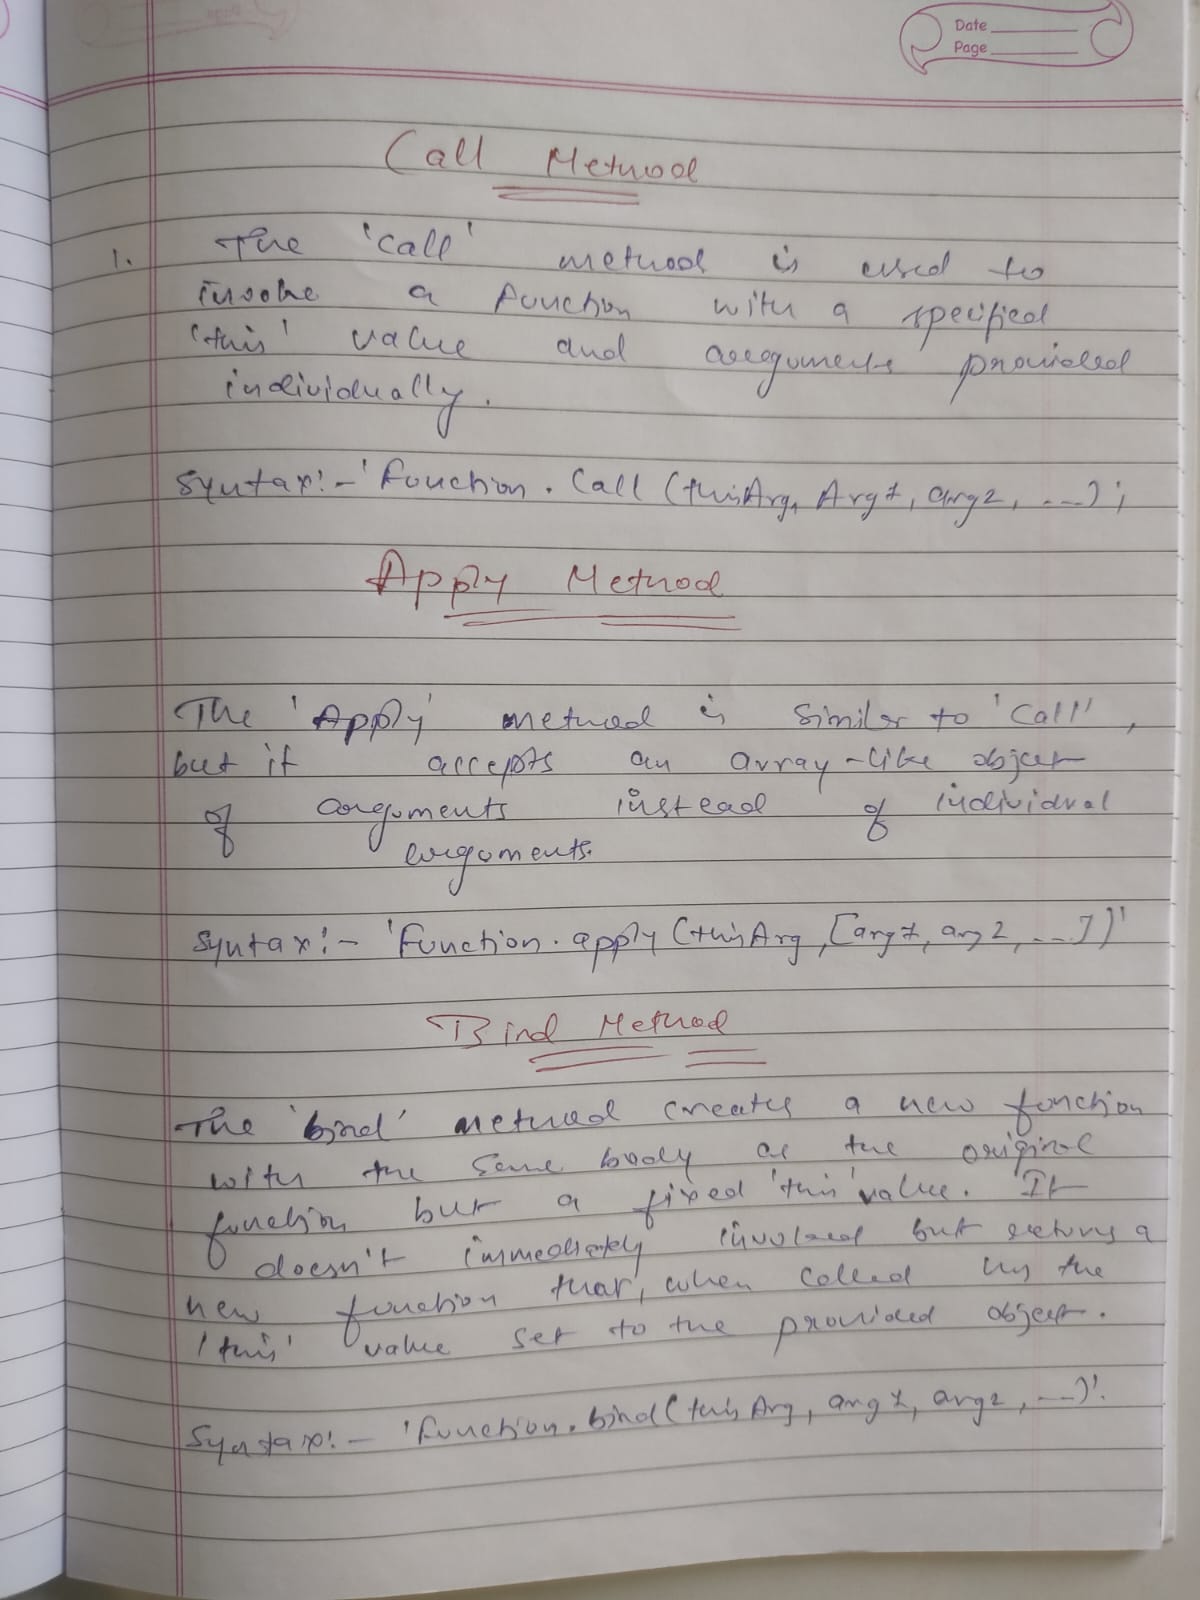 Date
Page
Call Method
1. The 'call' method is used to
invoke a function with a specified
'this' value and arguments provided
individually.
Syntax:- 'Function. Call (thisArg, Arg1, arg2, ---);
Apply Method
The 'Apply' method is similar to 'Call',
but it accepts an array-like object
of arguments instead of individual
arguments.
Syntax:- 'Function. apply (thisArg, [arg1, arg2, ---])'
Bind Method
The 'bind' method creates a new function
with the same body as the original
function but a fixed 'this' value. It
doesn't immediately invoked but returns a
new function that, when called the
'this' value set to the provided object.
Syntax:- 'Function. bind (thisArg, arg1, arg2, ---)'.